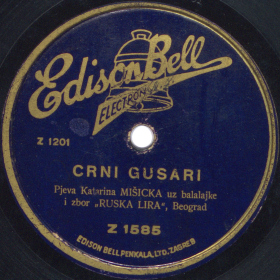 Edison Bell
ELECTRON
Z 1201
CRNI GUSARI
Pjeva Katarina MIŠICKA uz balalajke
i zbor „RUSKA LIRA“, Beograd
Z 1585
EDISON BELL PENKALA, LTD, ZAGREB